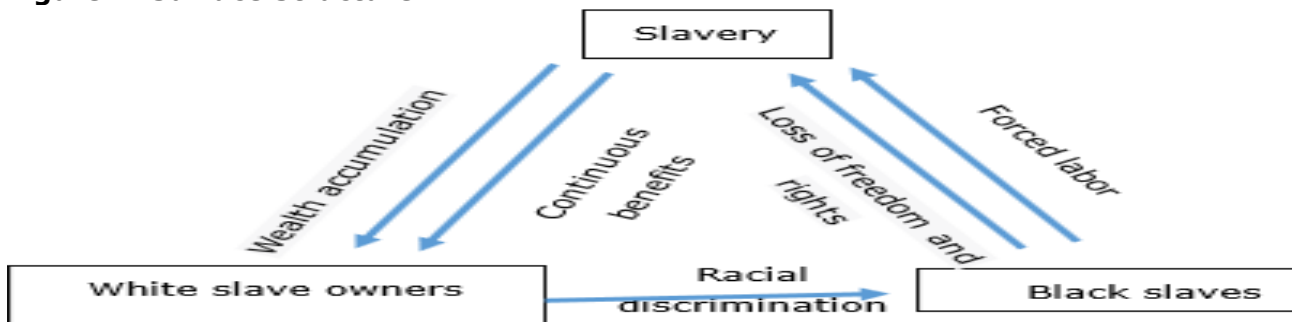 Slavery
Wealth accumulation
Continuous
benefits
Loss of freedom and
rights
Forced labor
White slave owners
Racial
discrimination
Black slaves